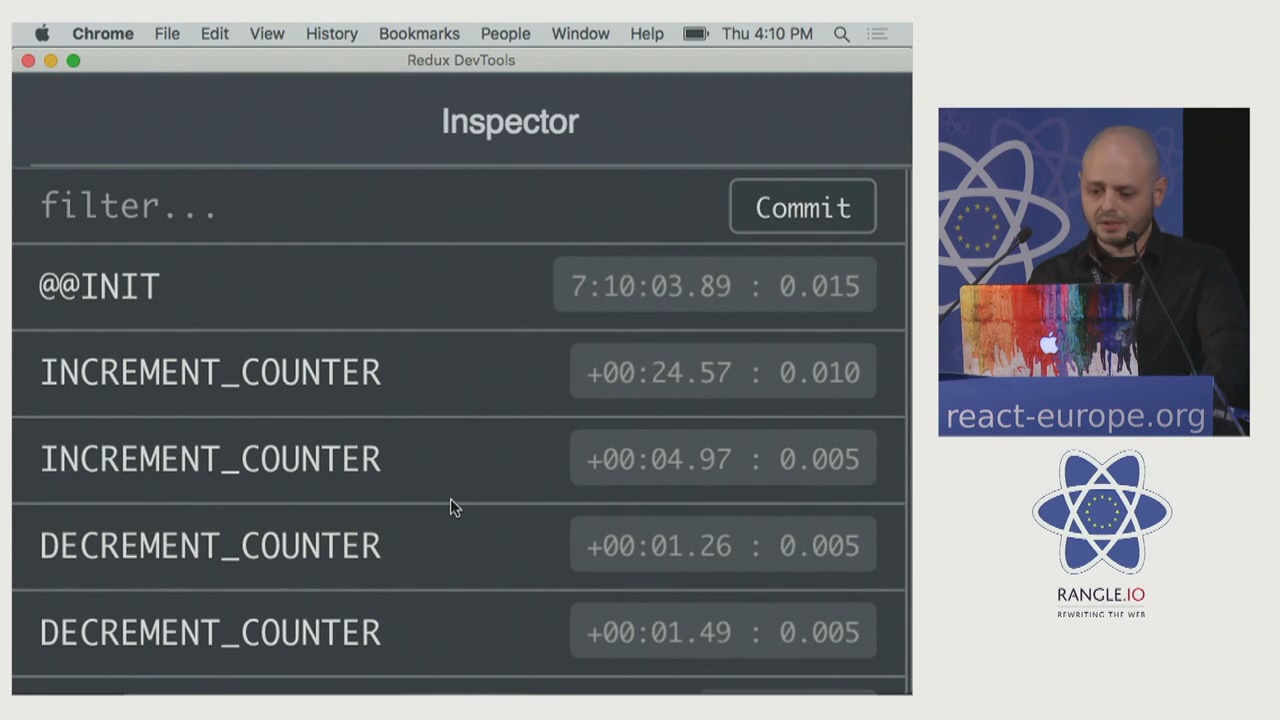 Chrome File Edit View History Bookmarks People Window Help Thu 4:10 PM
Redux DevTools
Inspector
filter... Commit
@@INIT 7:10:03.89 : 0.015
INCREMENT_COUNTER +00:24.57 : 0.010
INCREMENT_COUNTER +00:04.97 : 0.005
DECREMENT_COUNTER +00:01.26 : 0.005
DECREMENT_COUNTER +00:01.49 : 0.005
react-europe.org
RANGLE.IO
REWRITING THE WEB